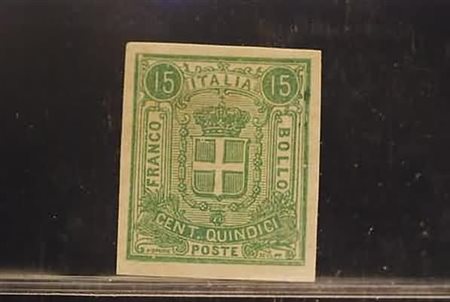 15 ITALIA 15
FRANCO
BOLLO
CENT. QUINDICI
POSTE